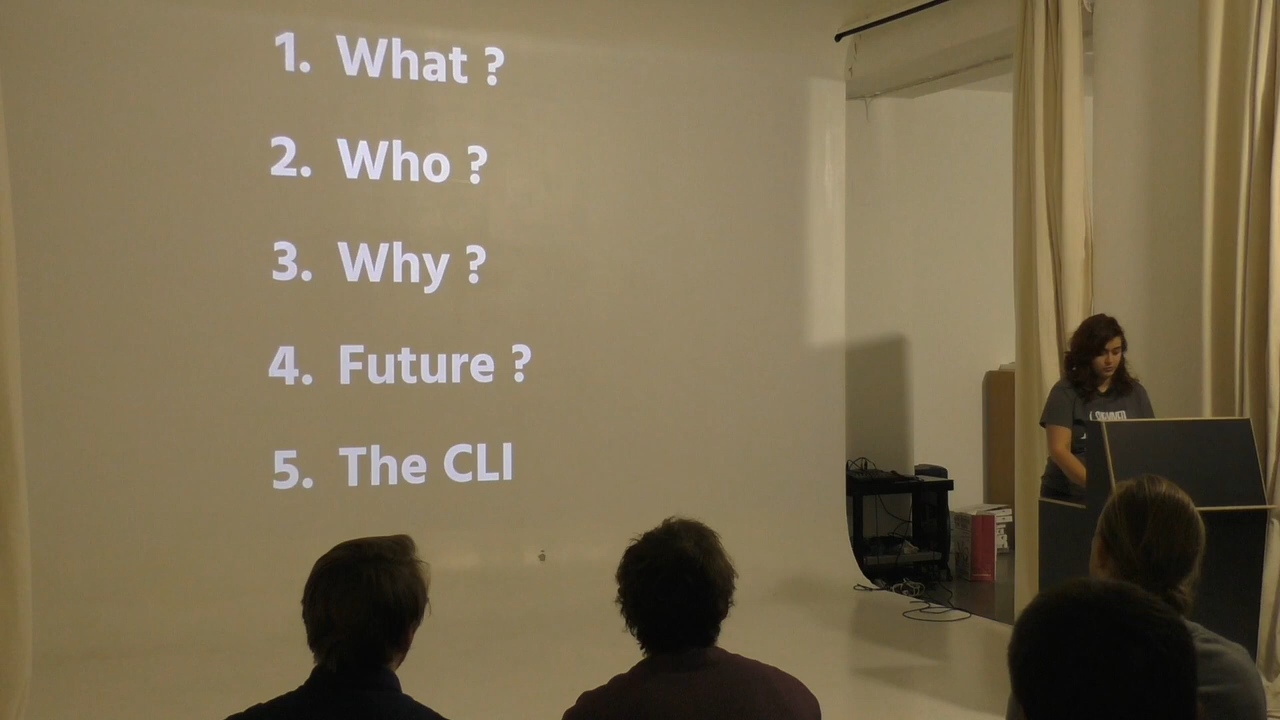 1. What ?
2. Who ?
3. Why ?
4. Future ?
5. The CLI